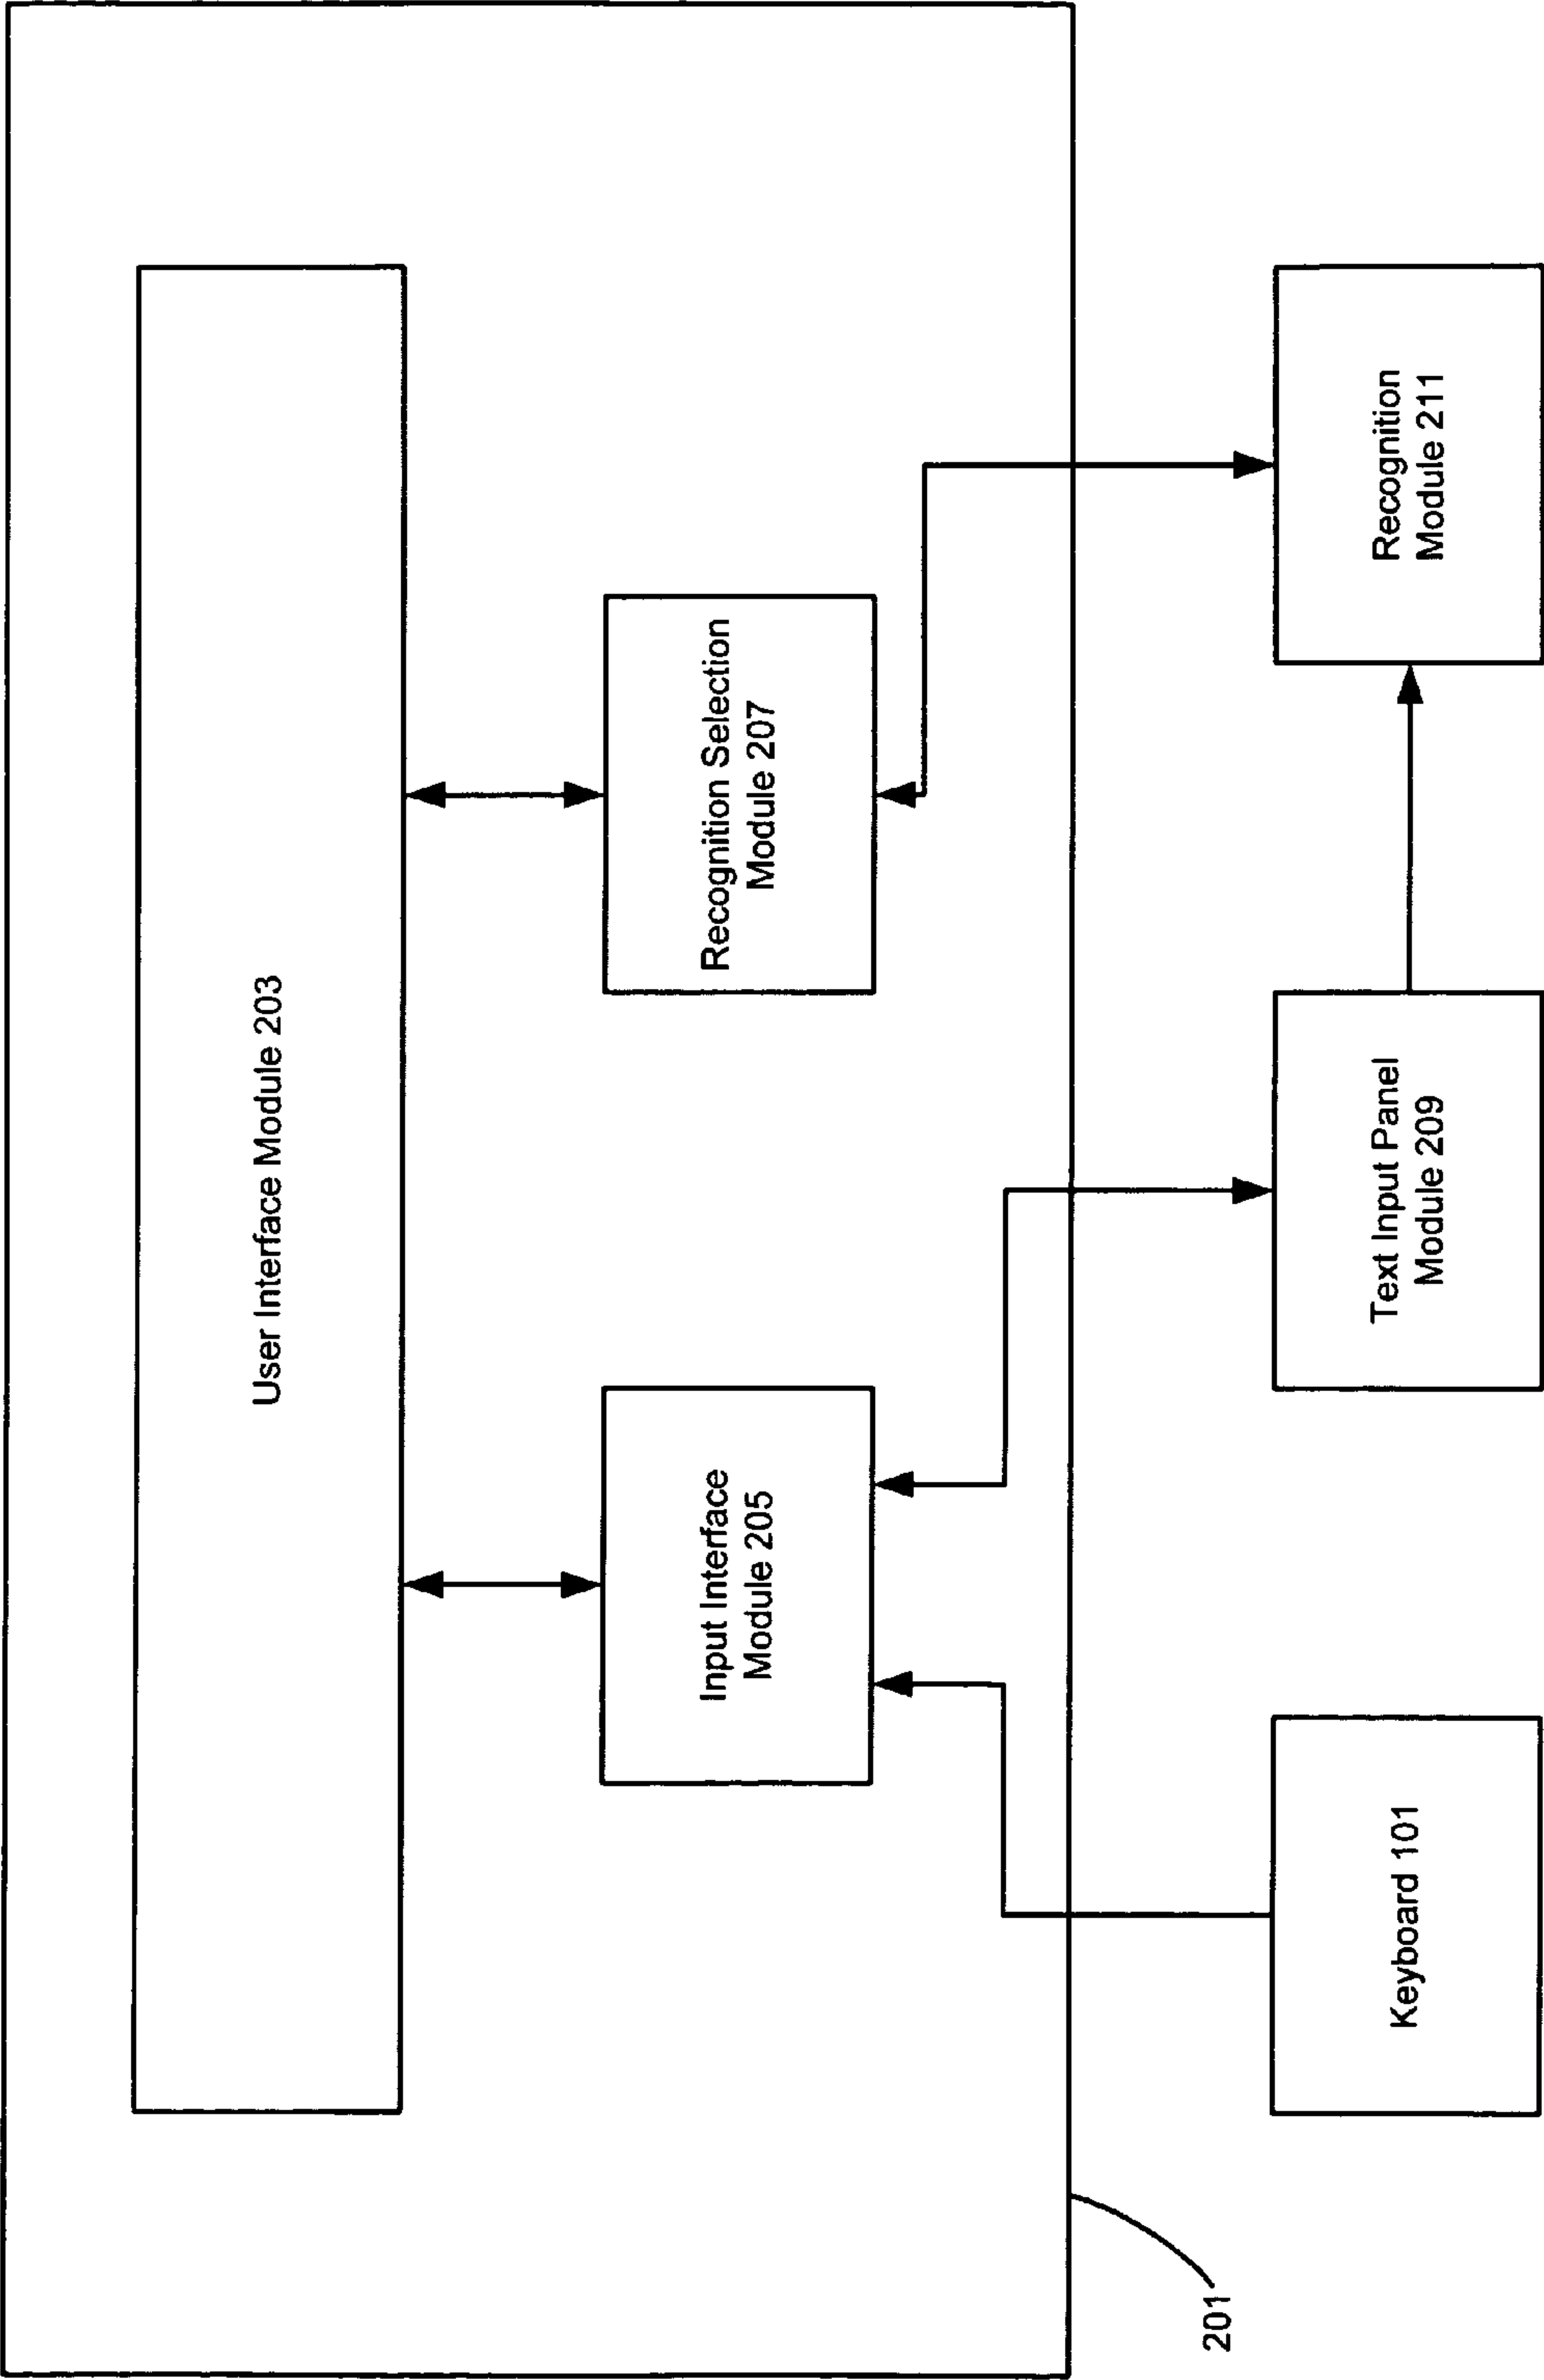 User Interface Module 203
Input Interface
Module 205
Recognition Selection
Module 207
Keyboard 101
Text Input Panel
Module 209
Recognition
Module 211
201